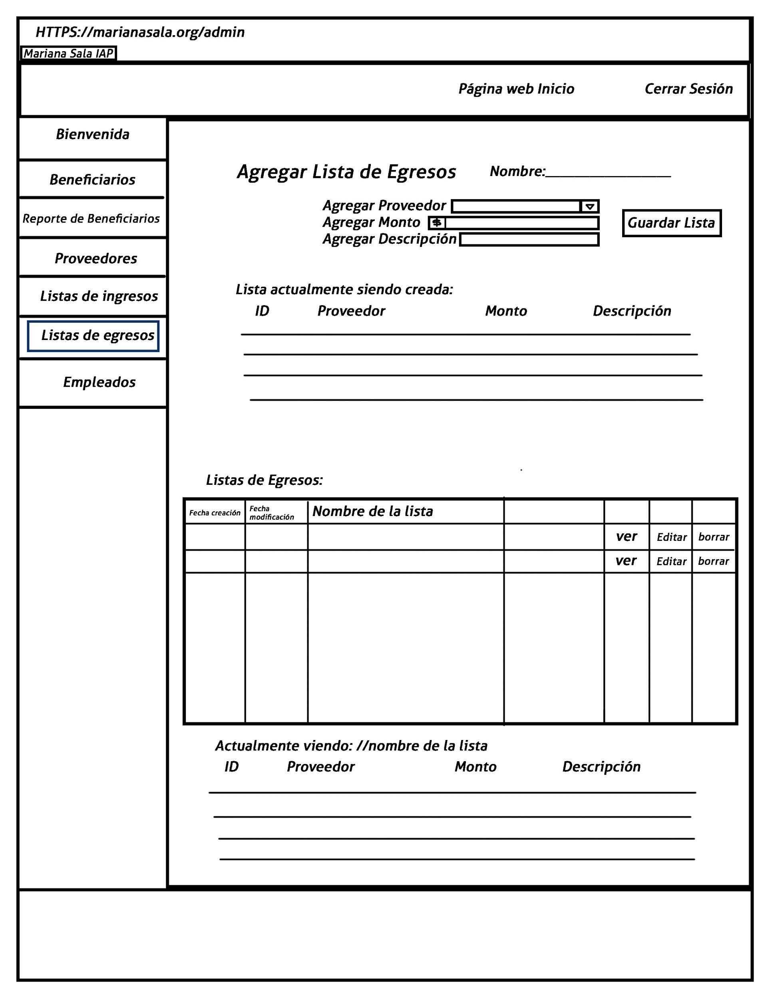 HTTPS://marianasala.org/admin
Mariana Sala IAP
Página web Inicio
Cerrar Sesión
Bienvenida
Beneficiarios
Reporte de Beneficiarios
Proveedores
Listas de ingresos
Listas de egresos
Empleados
Agregar Lista de Egresos
Nombre:_________________
Agregar Proveedor
Agregar Monto $
Agregar Descripción
Guardar Lista
Lista actualmente siendo creada:
ID Proveedor Monto Descripción
Listas de Egresos:
Fecha creación
Fecha
modificación
Nombre de la lista
ver Editar borrar
ver Editar borrar
Actualmente viendo: //nombre de la lista
ID Proveedor Monto Descripción